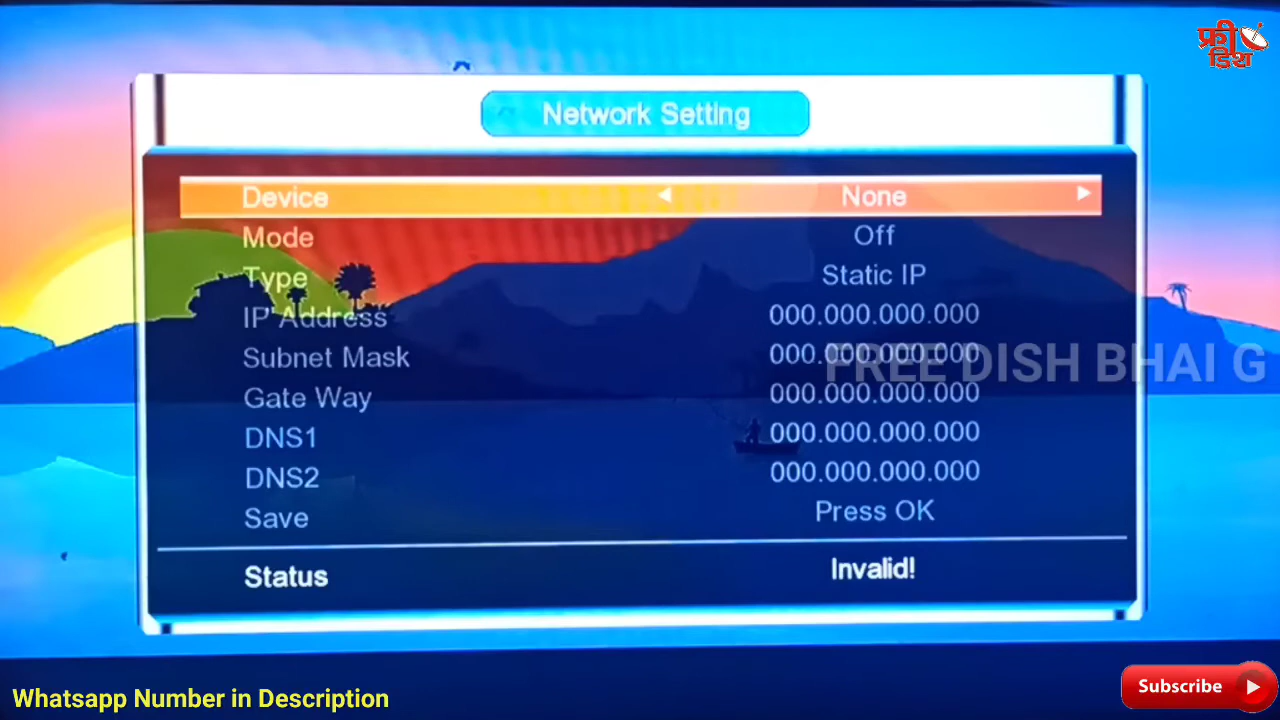 फ्री
डिश
Network Setting
Device None
Mode Off
Type Static IP
IP Address 000.000.000.000
Subnet Mask 000.000.000.000
FREE DISH BHAI G
Gate Way 000.000.000.000
DNS1 000.000.000.000
DNS2 000.000.000.000
Save Press OK
Status Invalid!
Whatsapp Number in Description
Subscribe